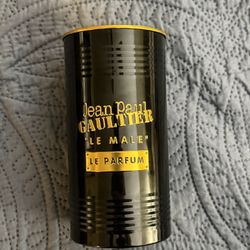 Jean Paul
GAULTIER
"LE MALE"
LE PARFUM